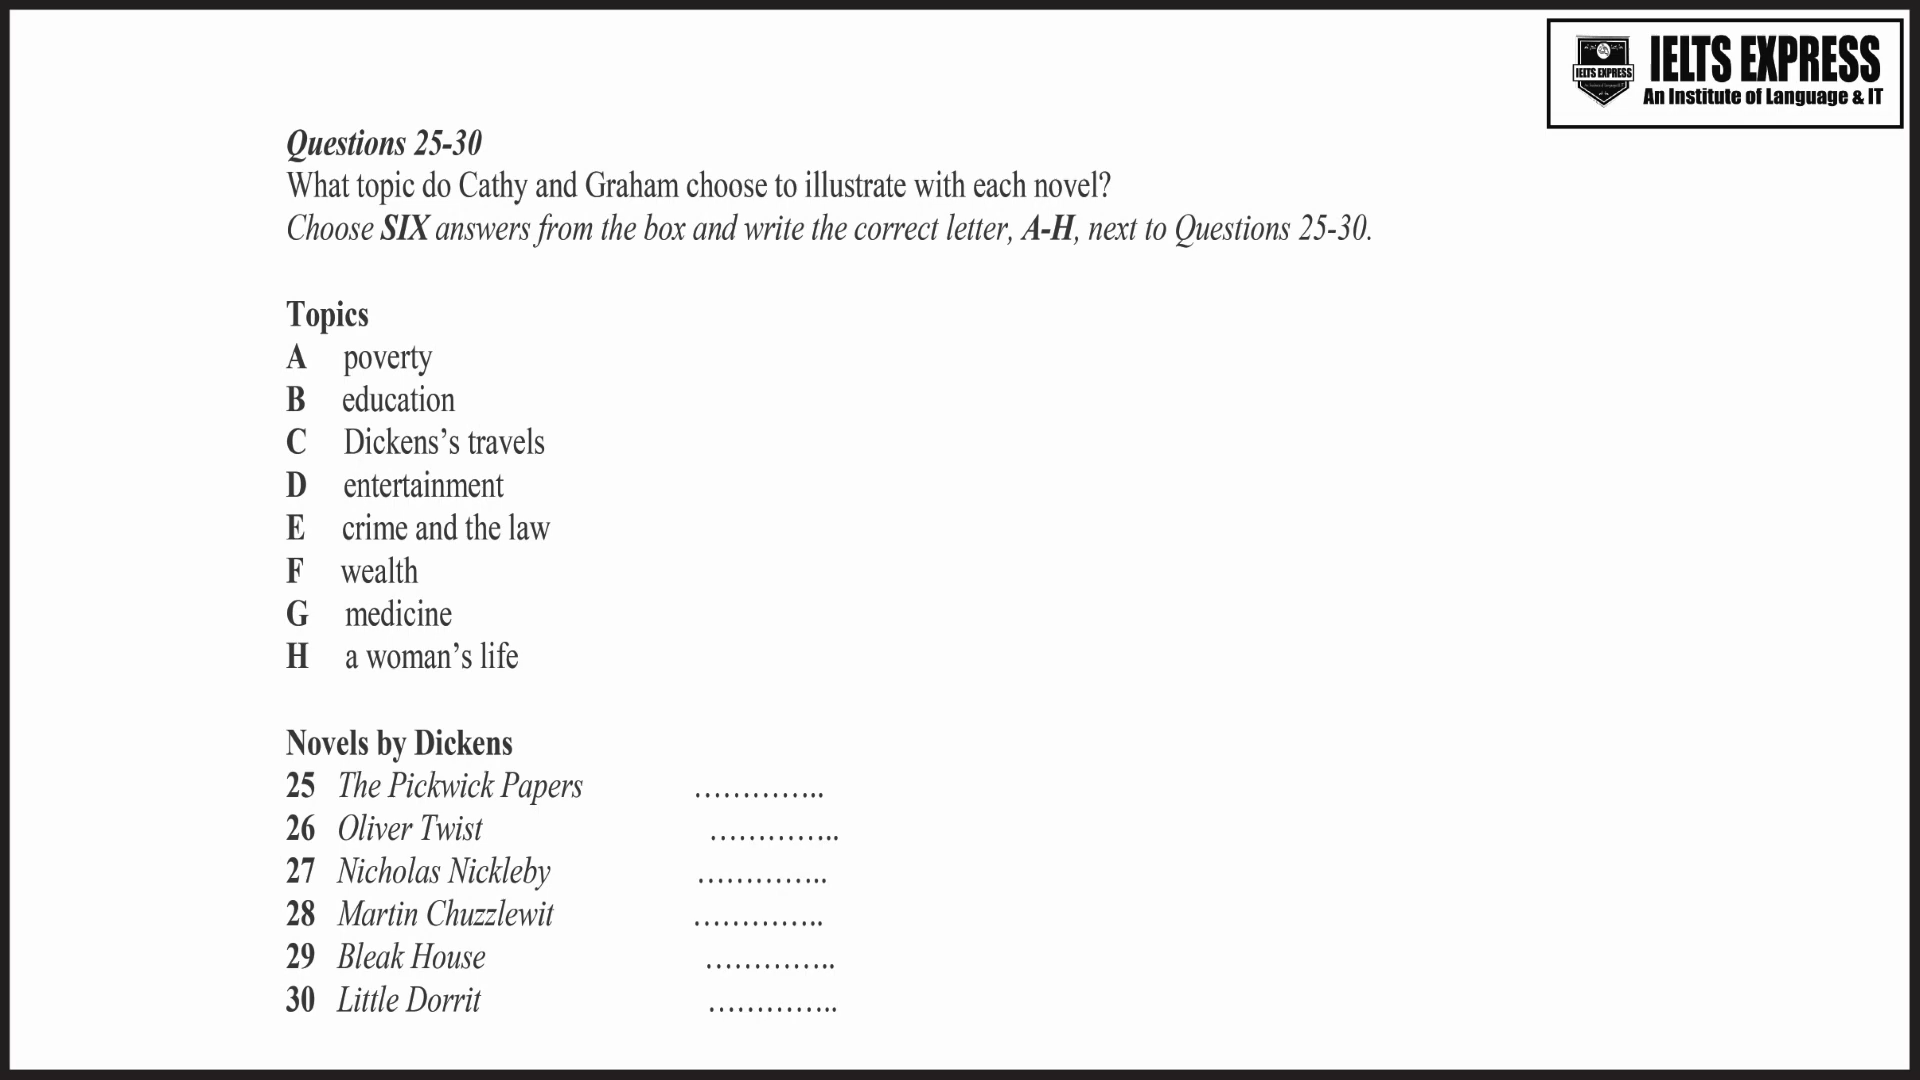 IELTS EXPRESS
IELTS EXPRESS
An Institute of Language & IT
Questions 25-30
What topic do Cathy and Graham choose to illustrate with each novel?
Choose SIX answers from the box and write the correct letter, A-H, next to Questions 25-30.
Topics
A poverty
B education
C Dickens’s travels
D entertainment
E crime and the law
F wealth
G medicine
H a woman’s life
Novels by Dickens
25 The Pickwick Papers …………..
26 Oliver Twist …………..
27 Nicholas Nickleby …………..
28 Martin Chuzzlewit …………..
29 Bleak House …………..
30 Little Dorrit …………..